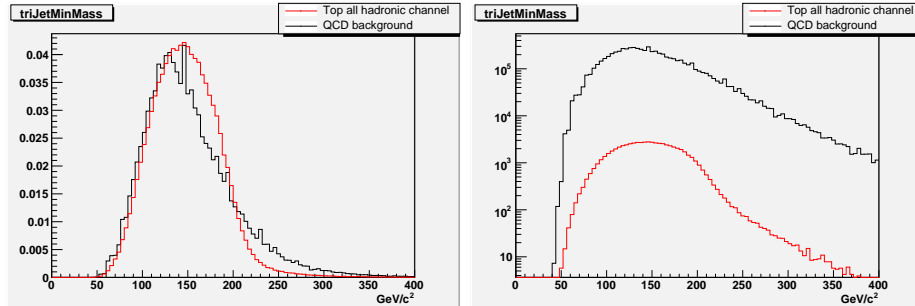 triJetMinMass
Top all hadronic channel
QCD background
0.04
0.035
0.03
0.025
0.02
0.015
0.01
0.005
0
0 50 100 150 200 250 300 350 400
GeV/c²
triJetMinMass
Top all hadronic channel
QCD background
10⁵
10⁴
10³
10²
10
0 50 100 150 200 250 300 350 400
GeV/c²